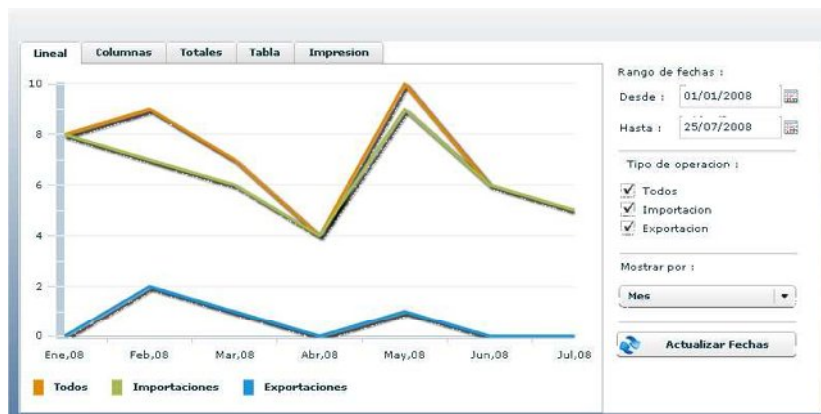 Lineal Columnas Totales Tabla Impresion
10
8
6
4
2
0
Ene,08 Feb,08 Mar,08 Abr,08 May,08 Jun,08 Jul,08
Todos Importaciones Exportaciones
Rango de fechas :
Desde : 01/01/2008
Hasta : 25/07/2008
Tipo de operacion :
Todos
Importacion
Exportacion
Mostrar por :
Mes
Actualizar Fechas